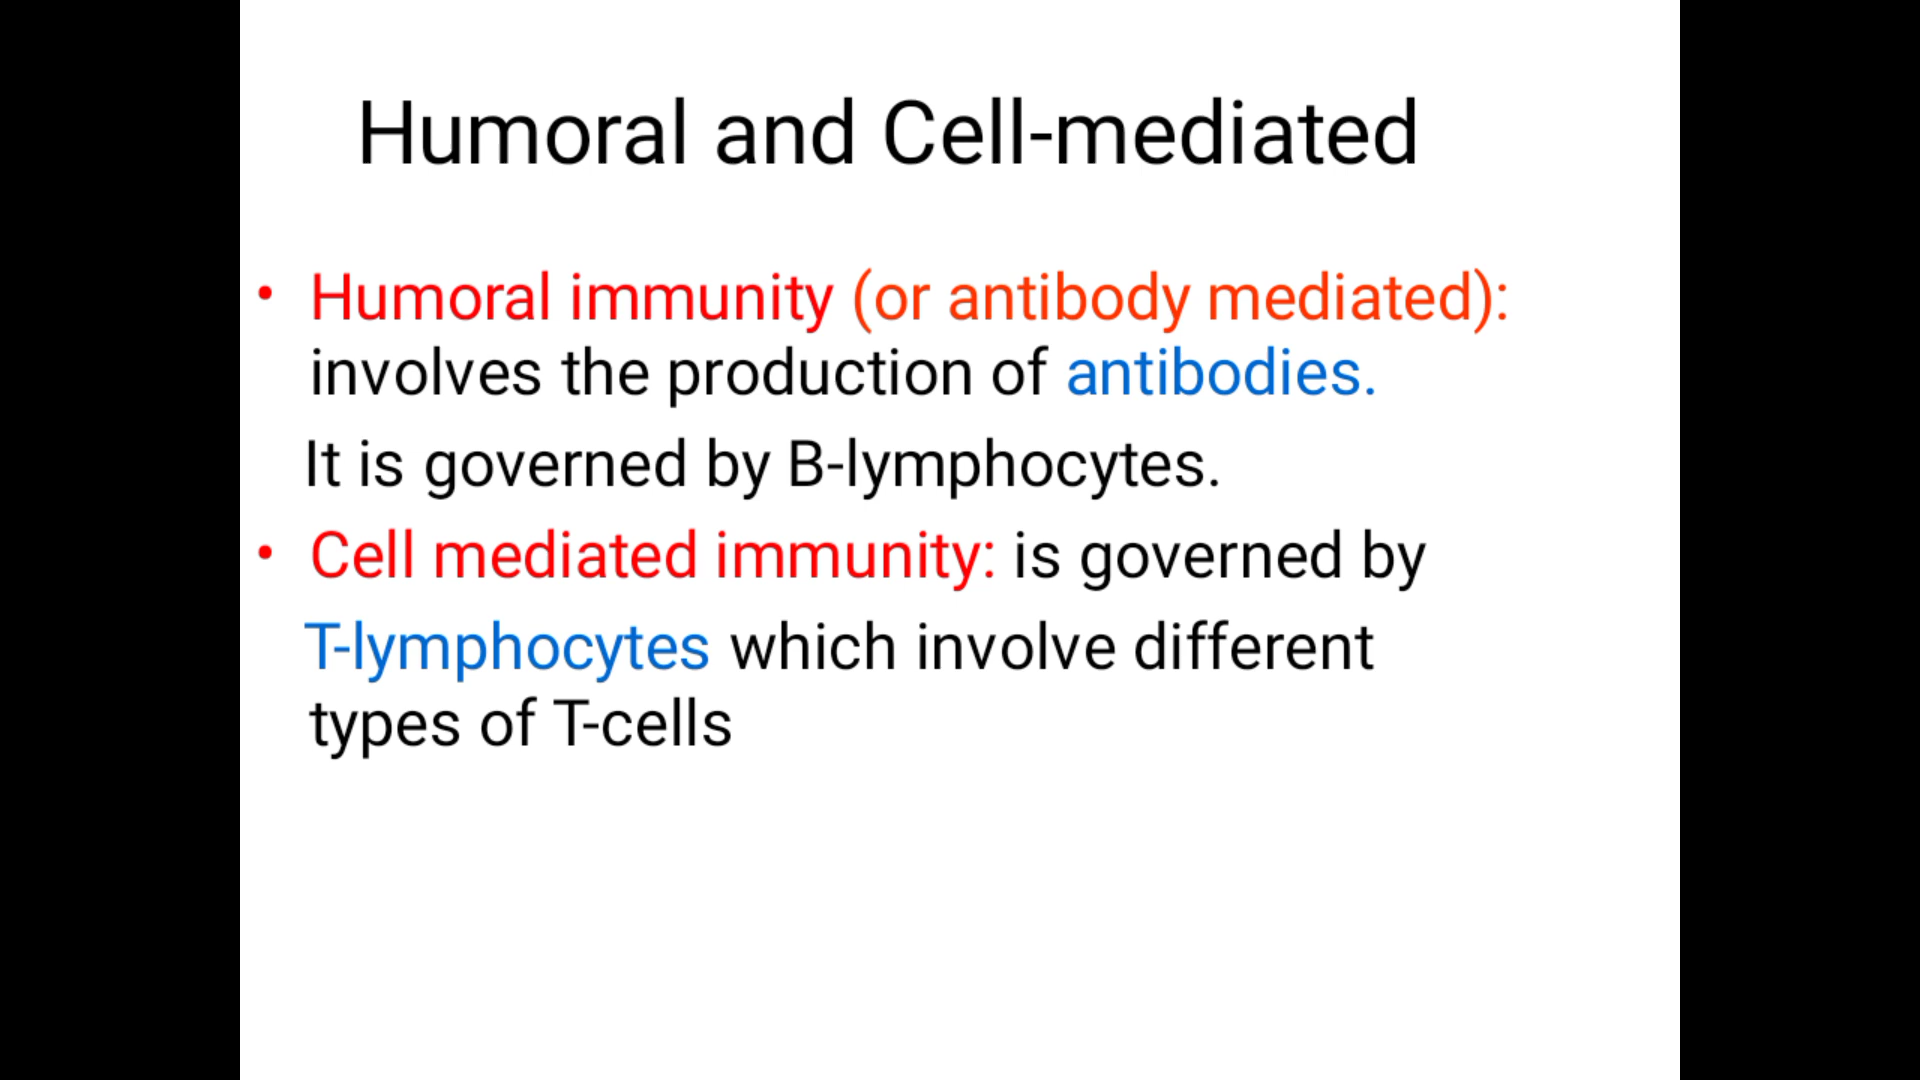 Humoral and Cell-mediated
• Humoral immunity (or antibody mediated):
involves the production of antibodies.
It is governed by B-lymphocytes.
• Cell mediated immunity: is governed by
T-lymphocytes which involve different
types of T-cells